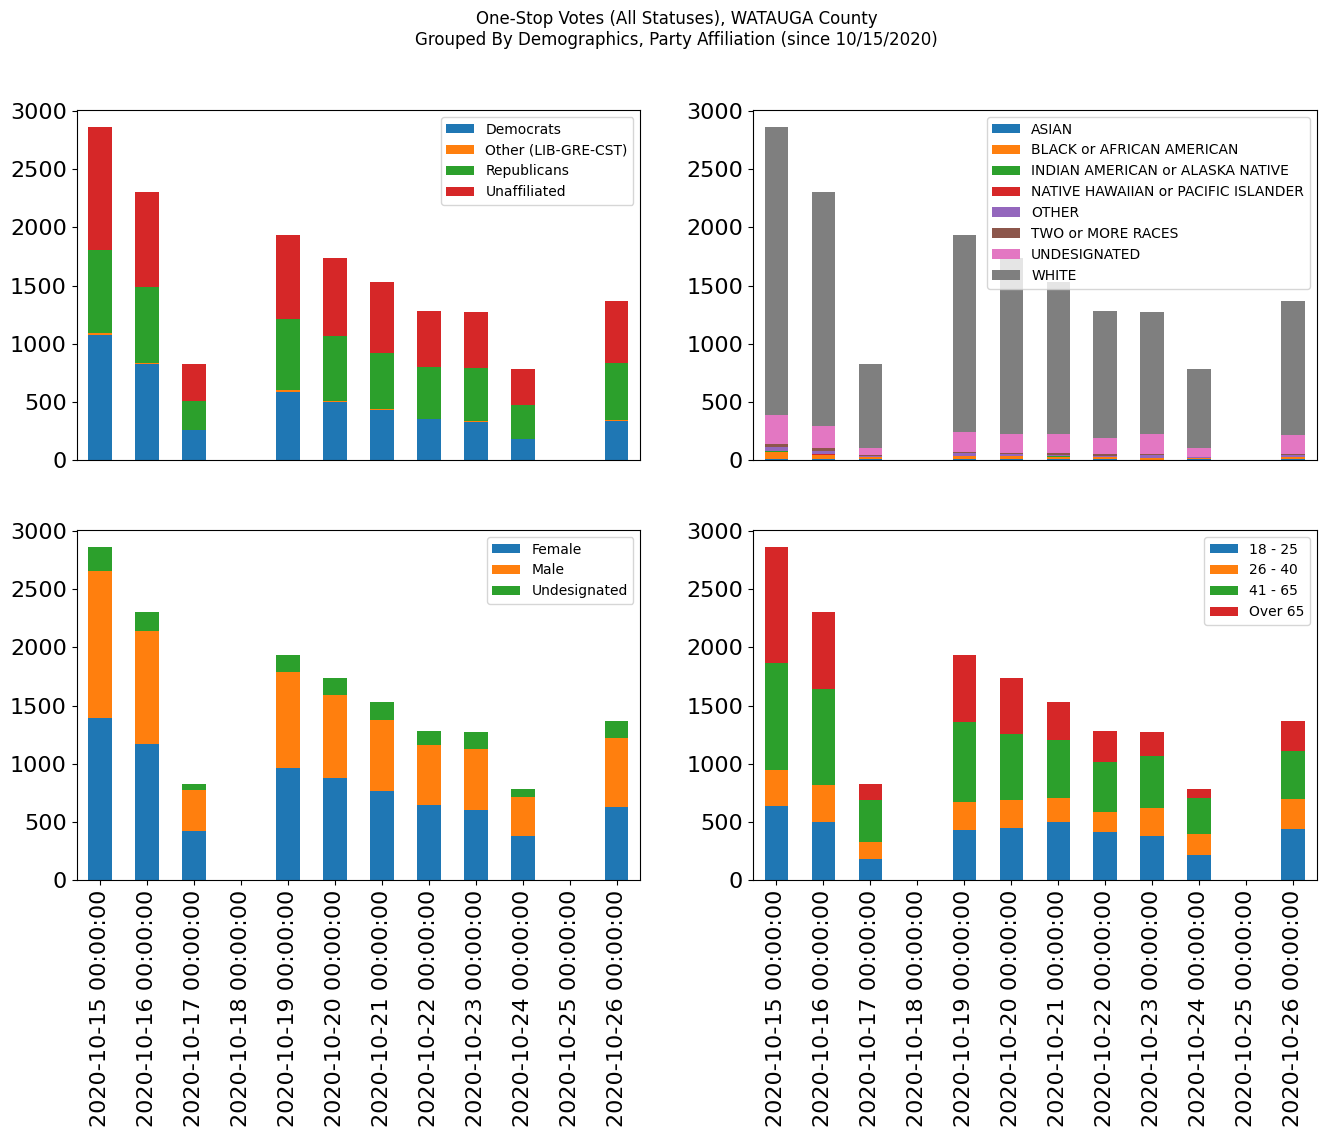 One-Stop Votes (All Statuses), WATAUGA County
Grouped By Demographics, Party Affiliation (since 10/15/2020)
3000
2500
2000
1500
1000
500
0
Democrats
Other (LIB-GRE-CST)
Republicans
Unaffiliated
3000
2500
2000
1500
1000
500
0
ASIAN
BLACK or AFRICAN AMERICAN
INDIAN AMERICAN or ALASKA NATIVE
NATIVE HAWAIIAN or PACIFIC ISLANDER
OTHER
TWO or MORE RACES
UNDESIGNATED
WHITE
3000
2500
2000
1500
1000
500
0
Female
Male
Undesignated
2020-10-15 00:00:00
2020-10-16 00:00:00
2020-10-17 00:00:00
2020-10-18 00:00:00
2020-10-19 00:00:00
2020-10-20 00:00:00
2020-10-21 00:00:00
2020-10-22 00:00:00
2020-10-23 00:00:00
2020-10-24 00:00:00
2020-10-25 00:00:00
2020-10-26 00:00:00
3000
2500
2000
1500
1000
500
0
18 - 25
26 - 40
41 - 65
Over 65
2020-10-15 00:00:00
2020-10-16 00:00:00
2020-10-17 00:00:00
2020-10-18 00:00:00
2020-10-19 00:00:00
2020-10-20 00:00:00
2020-10-21 00:00:00
2020-10-22 00:00:00
2020-10-23 00:00:00
2020-10-24 00:00:00
2020-10-25 00:00:00
2020-10-26 00:00:00